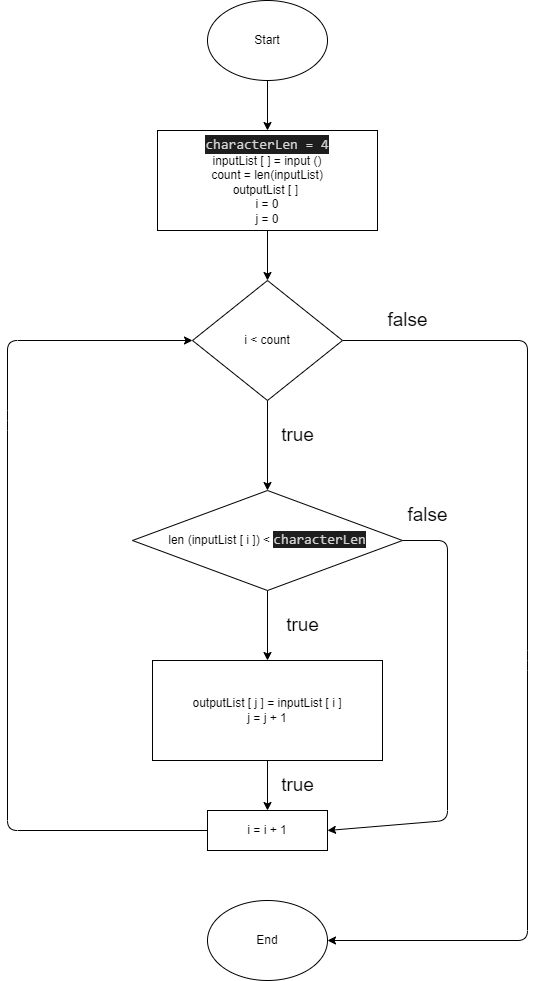 Start
characterLen = 4
inputList [ ] = input ()
count = len(inputList)
outputList [ ]
i = 0
j = 0
i < count
false
true
len (inputList [ i ]) < characterLen
false
true
outputList [ j ] = inputList [ i ]
j = j + 1
true
i = i + 1
End